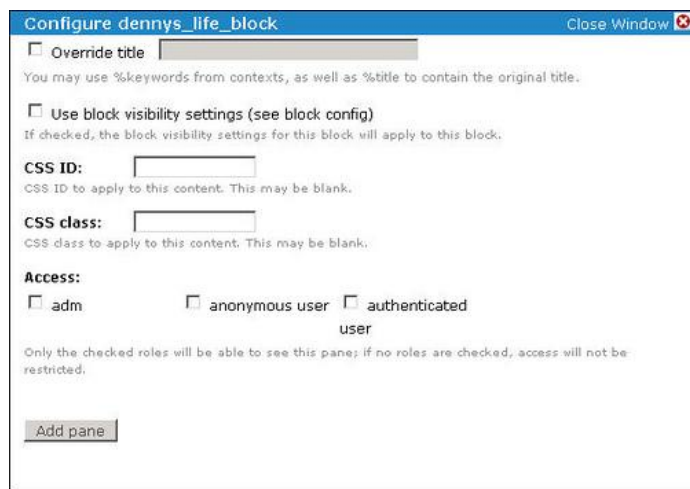 Configure dennys_life_block Close Window
Override title
You may use %keywords from contexts, as well as %title to contain the original title.
Use block visibility settings (see block config)
If checked, the block visibility settings for this block will apply to this block.
CSS ID:
CSS ID to apply to this content. This may be blank.
CSS class:
CSS class to apply to this content. This may be blank.
Access:
adm anonymous user authenticated
user
Only the checked roles will be able to see this pane; if no roles are checked, access will not be
restricted.
Add pane